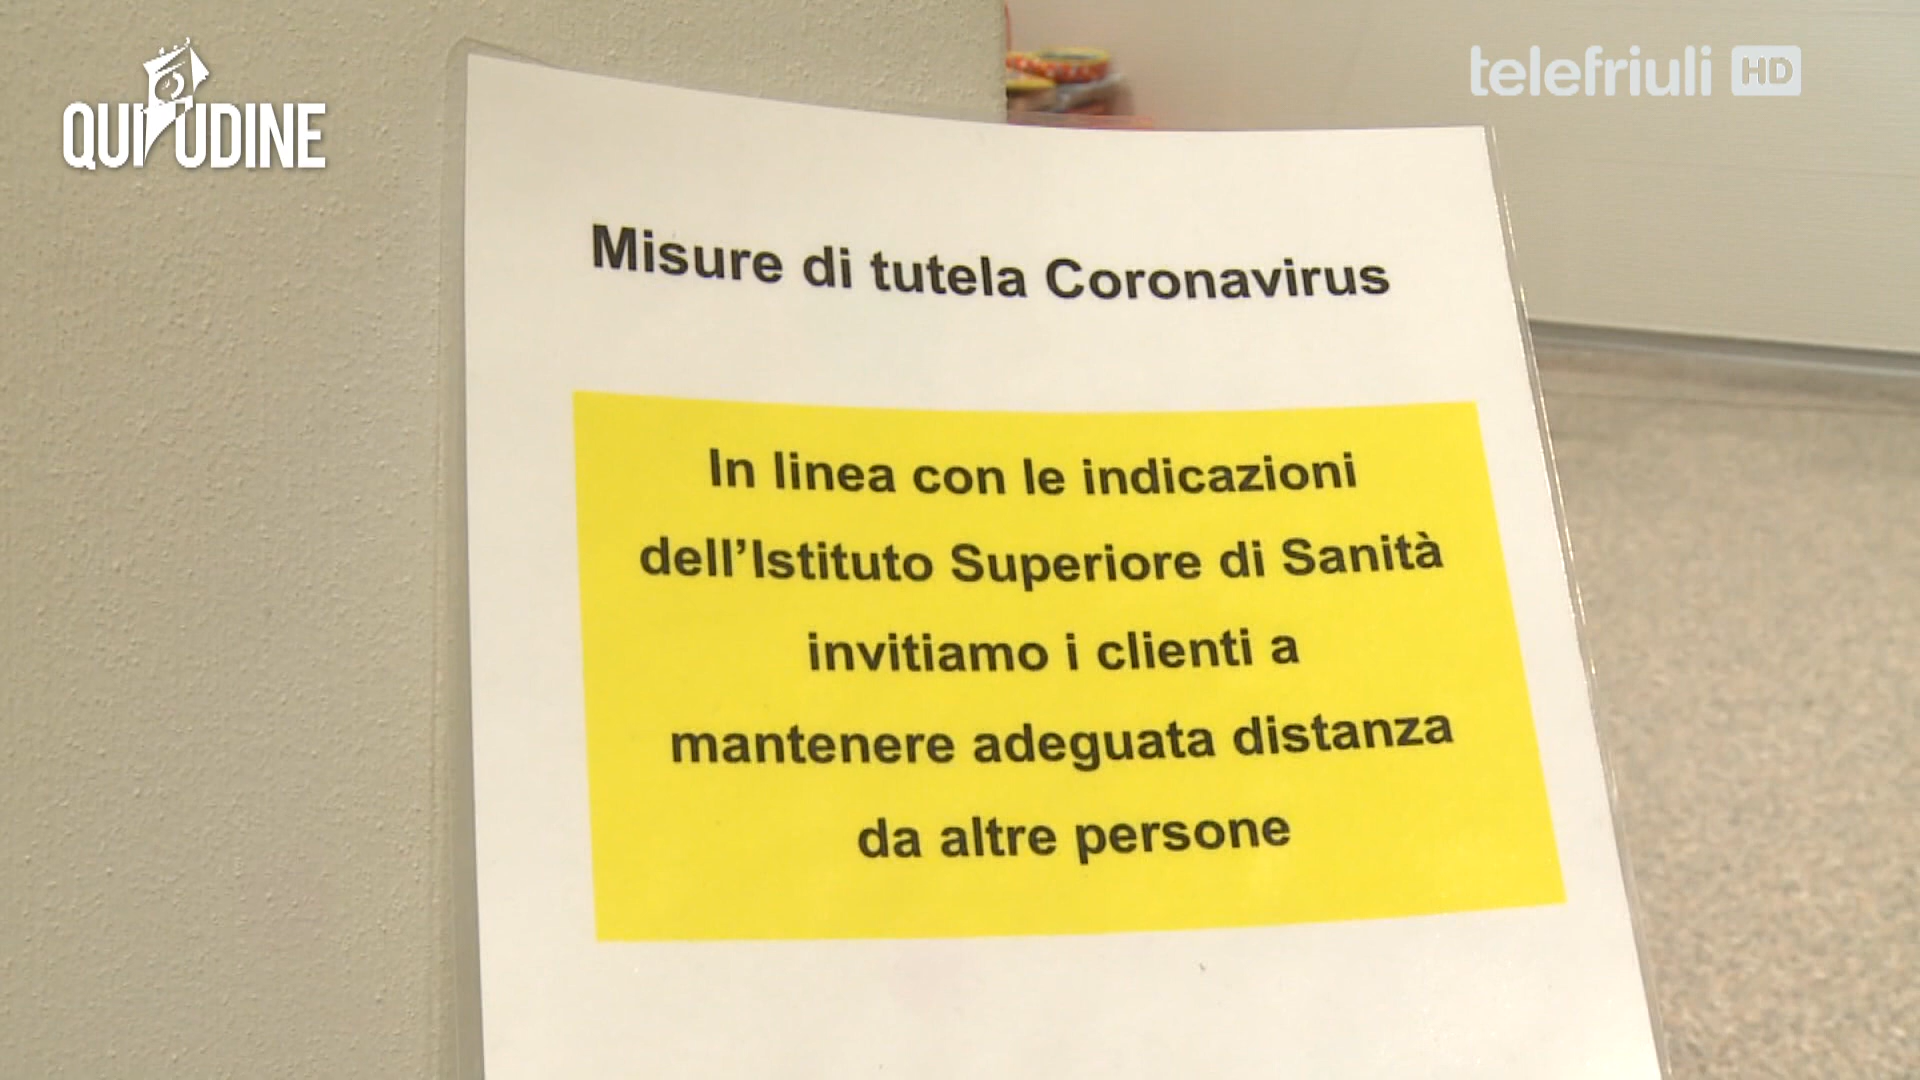 QUI UDINE
telefriuli HD
Misure di tutela Coronavirus
In linea con le indicazioni
dell’Istituto Superiore di Sanità
invitiamo i clienti a
mantenere adeguata distanza
da altre persone